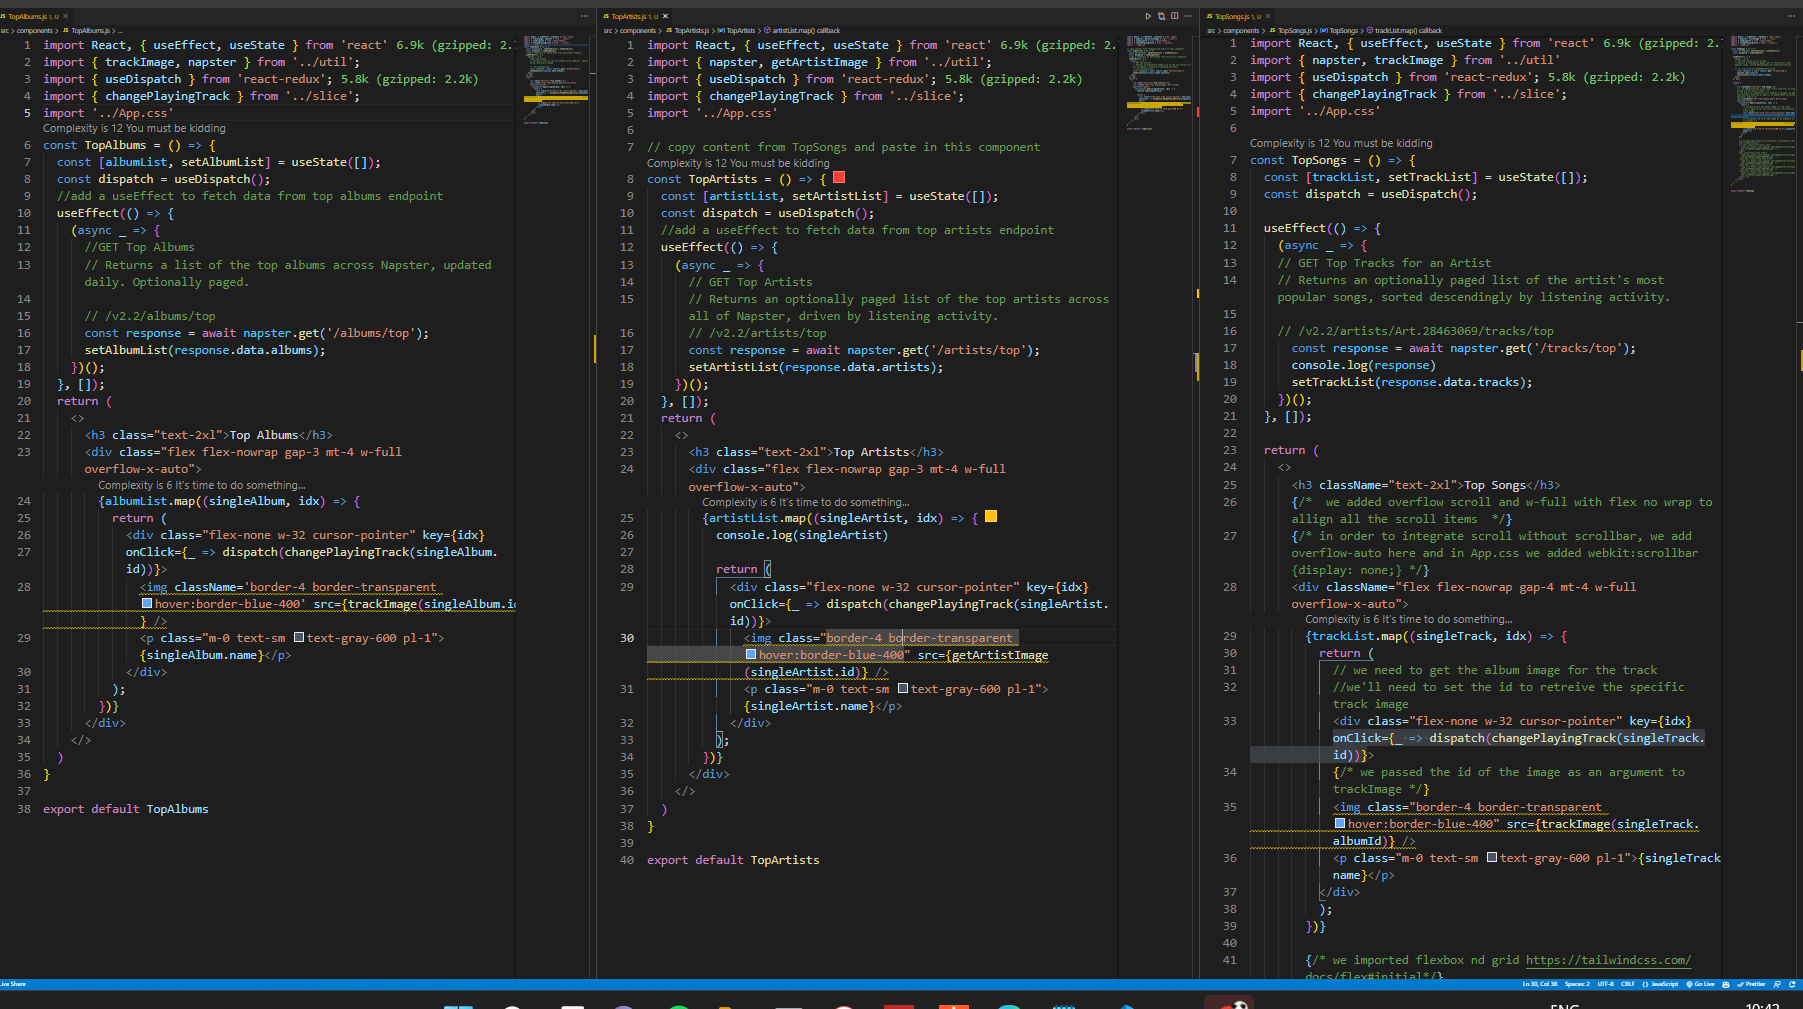 TopAlbums.js 1, U
src > components > TopAlbums.js > ...
1 import React, { useEffect, useState } from 'react' 6.9k (gzipped: 2.
2 import { trackImage, napster } from '../util';
3 import { useDispatch } from 'react-redux'; 5.8k (gzipped: 2.2k)
4 import { changePlayingTrack } from '../slice';
5 import '../App.css'
Complexity is 12 You must be kidding
6 const TopAlbums = () => {
7 const [albumList, setAlbumList] = useState([]);
8 const dispatch = useDispatch();
9 //add a useEffect to fetch data from top albums endpoint
10 useEffect(() => {
11 (async _ => {
12 //GET Top Albums
13 // Returns a list of the top albums across Napster, updated
daily. Optionally paged.
14
15 // /v2.2/albums/top
16 const response = await napster.get('/albums/top');
17 setAlbumList(response.data.albums);
18 })();
19 }, []);
20 return (
21 <>
22 <h3 class="text-2xl">Top Albums</h3>
23 <div class="flex flex-nowrap gap-3 mt-4 w-full
overflow-x-auto">
Complexity is 6 It's time to do something...
24 {albumList.map((singleAlbum, idx) => {
25 return (
26 <div class="flex-none w-32 cursor-pointer" key={idx}
27 onClick={_ => dispatch(changePlayingTrack(singleAlbum.
id))}>
28 <img className='border-4 border-transparent
hover:border-blue-400' src={trackImage(singleAlbum.id
)} />
29 <p class="m-0 text-sm text-gray-600 pl-1">
{singleAlbum.name}</p>
30 </div>
31 );
32 })}
33 </div>
34 </>
35 )
36 }
37
38 export default TopAlbums
TopArtists.js 1, U
src > components > TopArtists.js > TopArtists > artistList.map() callback
1 import React, { useEffect, useState } from 'react' 6.9k (gzipped: 2.
2 import { napster, getArtistImage } from '../util';
3 import { useDispatch } from 'react-redux'; 5.8k (gzipped: 2.2k)
4 import { changePlayingTrack } from '../slice';
5 import '../App.css'
6
7 // copy content from TopSongs and paste in this component
Complexity is 12 You must be kidding
8 const TopArtists = () => {
9 const [artistList, setArtistList] = useState([]);
10 const dispatch = useDispatch();
11 //add a useEffect to fetch data from top artists endpoint
12 useEffect(() => {
13 (async _ => {
14 // GET Top Artists
15 // Returns an optionally paged list of the top artists across
all of Napster, driven by listening activity.
16 // /v2.2/artists/top
17 const response = await napster.get('/artists/top');
18 setArtistList(response.data.artists);
19 })();
20 }, []);
21 return (
22 <>
23 <h3 class="text-2xl">Top Artists</h3>
24 <div class="flex flex-nowrap gap-3 mt-4 w-full
overflow-x-auto">
Complexity is 6 It's time to do something...
25 {artistList.map((singleArtist, idx) => {
26 console.log(singleArtist)
27
28 return (
29 <div class="flex-none w-32 cursor-pointer" key={idx}
onClick={_ => dispatch(changePlayingTrack(singleArtist.
id))}>
30 <img class="border-4 border-transparent
hover:border-blue-400" src={getArtistImage
(singleArtist.id)} />
31 <p class="m-0 text-sm text-gray-600 pl-1">
{singleArtist.name}</p>
32 </div>
33 );
34 })}
35 </div>
36 </>
37 )
38 }
39
40 export default TopArtists
TopSongs.js 1, U
src > components > TopSongs.js > TopSongs > trackList.map() callback
1 import React, { useEffect, useState } from 'react' 6.9k (gzipped: 2.
2 import { napster, trackImage } from '../util'
3 import { useDispatch } from 'react-redux'; 5.8k (gzipped: 2.2k)
4 import { changePlayingTrack } from '../slice';
5 import '../App.css'
6
Complexity is 12 You must be kidding
7 const TopSongs = () => {
8 const [trackList, setTrackList] = useState([]);
9 const dispatch = useDispatch();
10
11 useEffect(() => {
12 (async _ => {
13 // GET Top Tracks for an Artist
14 // Returns an optionally paged list of the artist's most
popular songs, sorted descendingly by listening activity.
15
16 // /v2.2/artists/Art.28463069/tracks/top
17 const response = await napster.get('/tracks/top');
18 console.log(response)
19 setTrackList(response.data.tracks);
20 })();
21 }, []);
22
23 return (
24 <>
25 <h3 className="text-2xl">Top Songs</h3>
26 {/* we added overflow scroll and w-full with flex no wrap to
allign all the scroll items */}
27 {/* in order to integrate scroll without scrollbar, we add
overflow-auto here and in App.css we added webkit:scrollbar
{display: none;} */}
28 <div className="flex flex-nowrap gap-4 mt-4 w-full
overflow-x-auto">
Complexity is 6 It's time to do something...
29 {trackList.map((singleTrack, idx) => {
30 return (
31 // we need to get the album image for the track
32 //we'll need to set the id to retreive the specific
track image
33 <div class="flex-none w-32 cursor-pointer" key={idx}
onClick={_ => dispatch(changePlayingTrack(singleTrack.
id))}>
34 {/* we passed the id of the image as an argument to
trackImage */}
35 <img class="border-4 border-transparent
hover:border-blue-400" src={trackImage(singleTrack.
albumId)} />
36 <p class="m-0 text-sm text-gray-600 pl-1">{singleTrack
name}</p>
37 </div>
38 );
39 })}
40
41 {/* we imported flexbox nd grid https://tailwindcss.com/
docs/flex#initial*/}
Live Share
Ln 30, Col 38 Spaces: 2 UTF-8 CRLF {} JavaScript Go Live Prettier
ENG
10:42